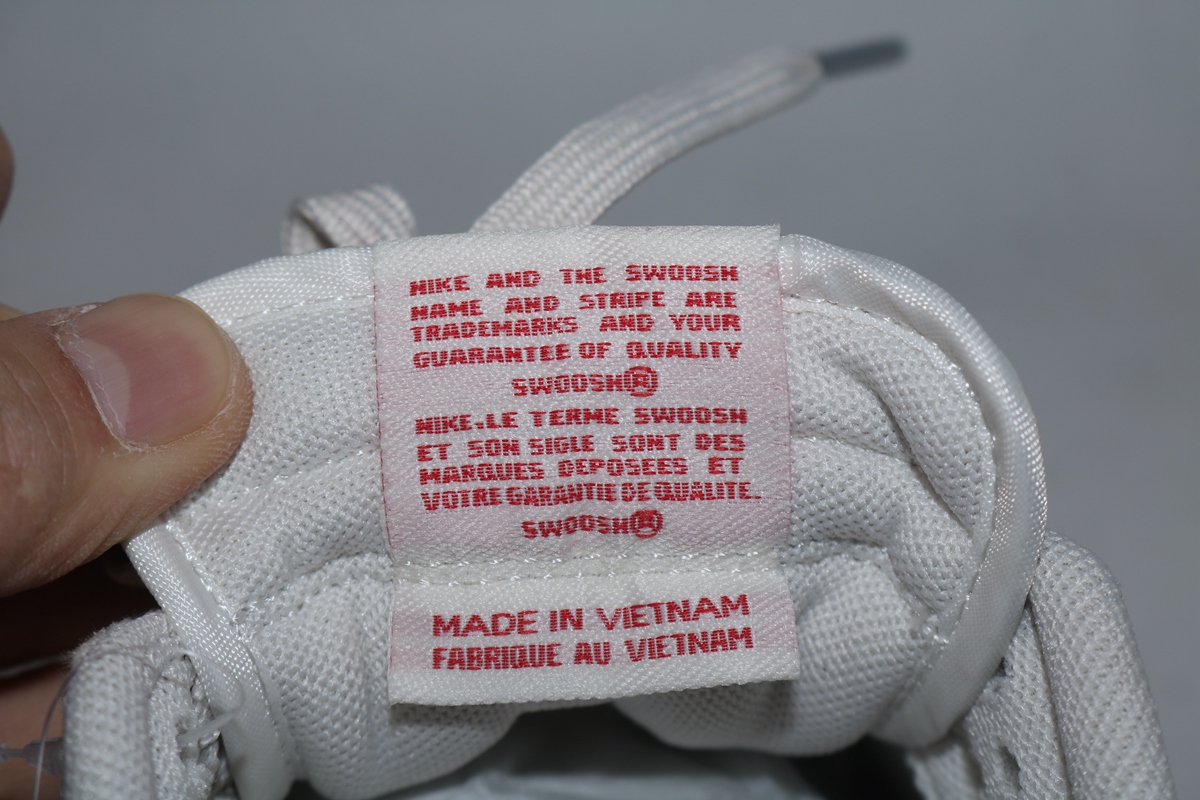 NIKE AND THE SWOOSH
NAME AND STRIPE ARE
TRADEMARKS AND YOUR
GUARANTEE OF QUALITY
SWOOSH®
NIKE.LE TERME SWOOSH
ET SON SIGLE SONT DES
MARQUES DEPOSEES ET
VOTRE GARANTIE DE QUALITE.
SWOOSH®
MADE IN VIETNAM
FABRIQUE AU VIETNAM